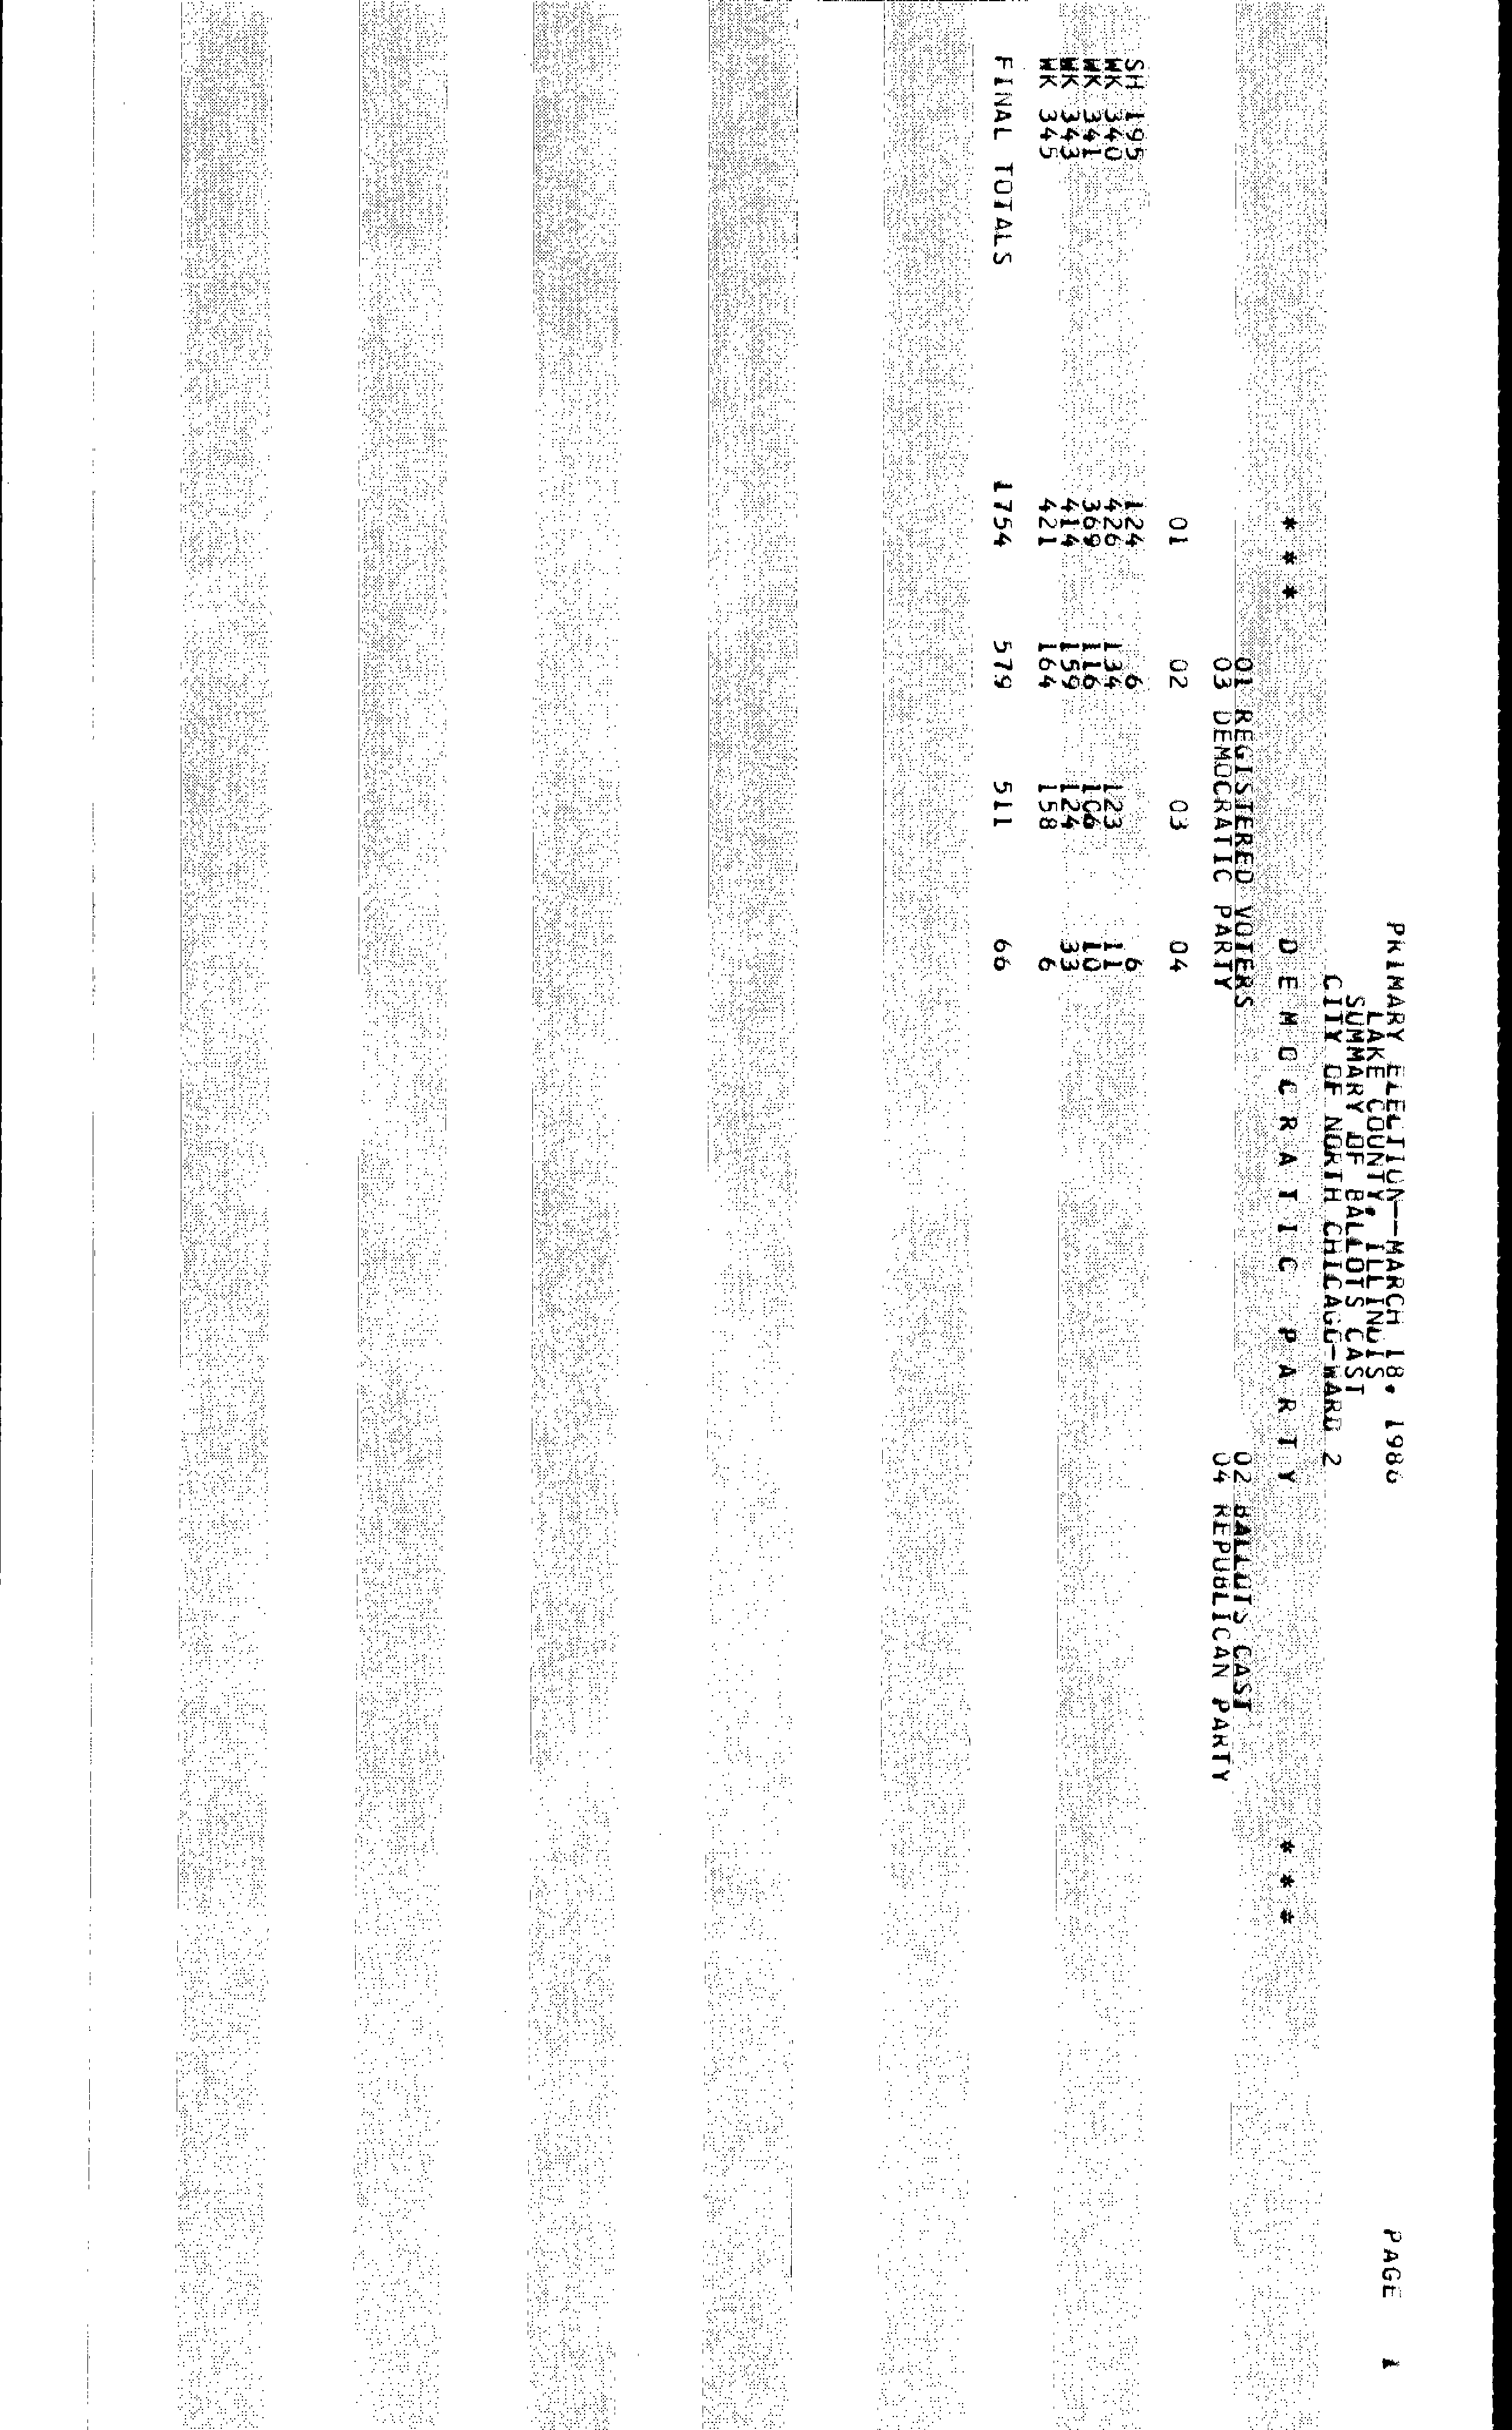 PRIMARY ELECTION--MARCH 18, 1986 PAGE 1
LAKE COUNTY, ILLINOIS
SUMMARY OF BALLOTS CAST
CITY OF NORTH CHICAGO-WARD 2
* * * D E M O C R A T I C P A R T Y * * *
01 REGISTERED VOTERS 02 BALLOTS CAST
03 DEMOCRATIC PARTY 04 REPUBLICAN PARTY
01 02 03 04
SH 195 124 6 6
WK 340 426 134 123 11
WK 341 369 116 106 10
WK 343 414 159 124 33
WK 345 421 164 158 6
FINAL TOTALS 1754 579 511 66